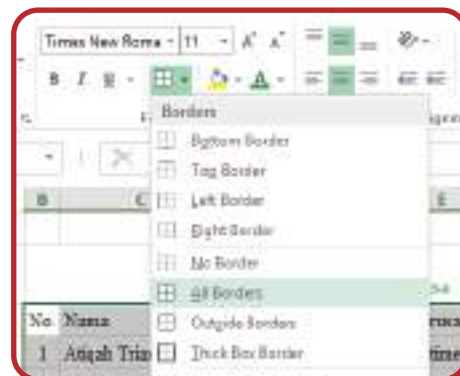 Times New Roma 11 A A
B I U A
Borders
Bottom Border
Top Border
Left Border
Right Border
No Border
All Borders
Outside Borders
Thick Box Border
B C E
No Nama
1 Atiqah Tria